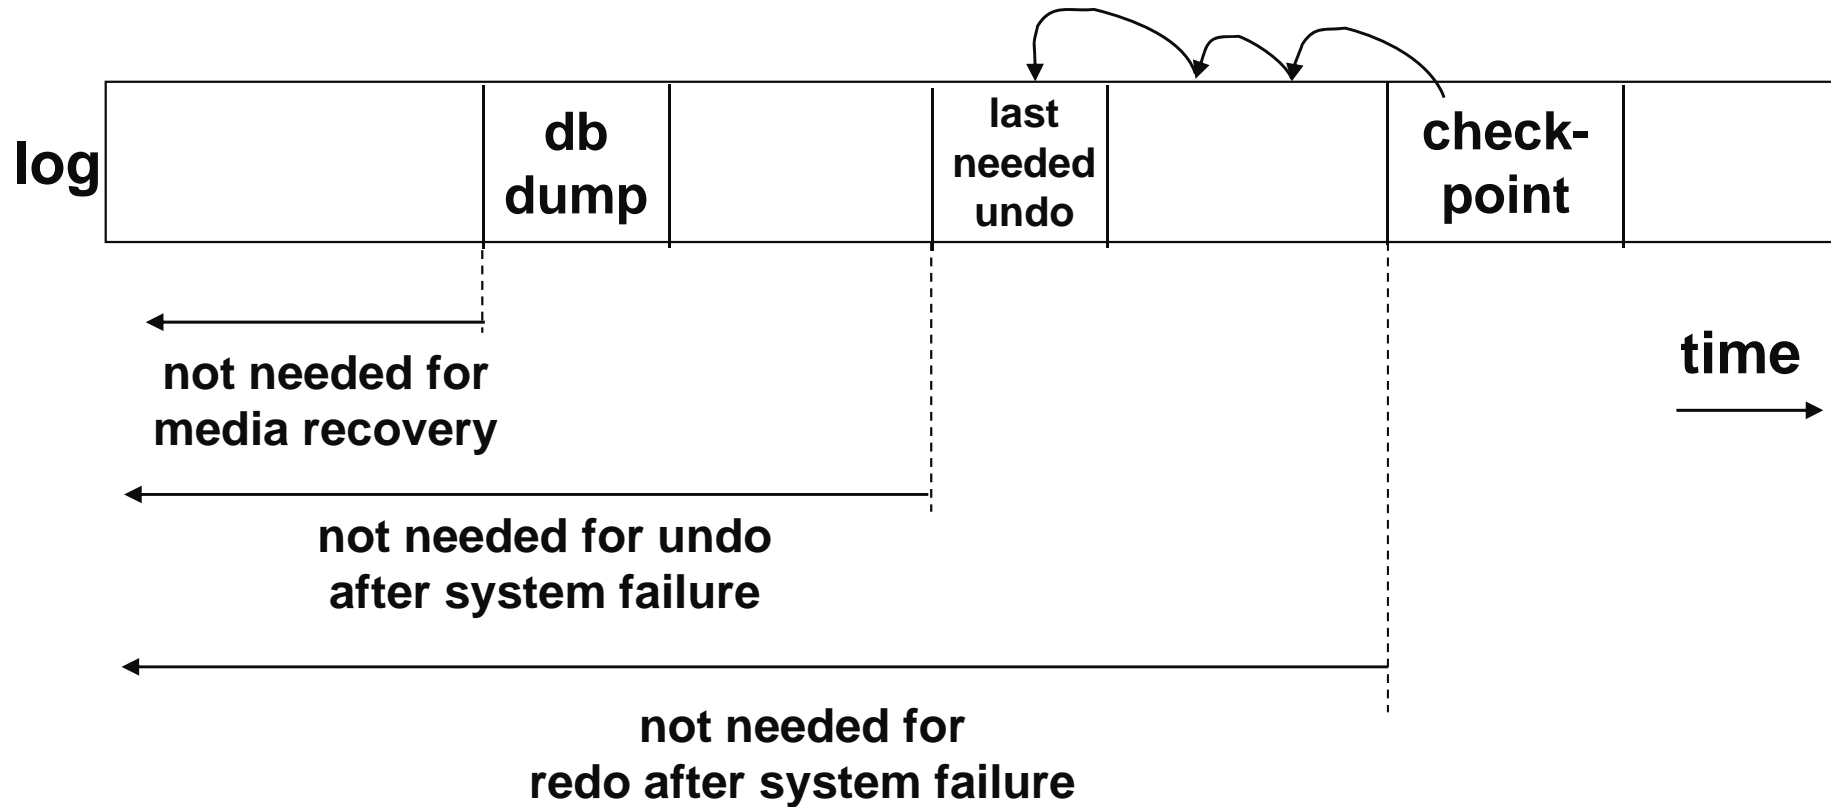 log
db
dump
last
needed
undo
check-
point
not needed for
media recovery
time
not needed for undo
after system failure
not needed for
redo after system failure